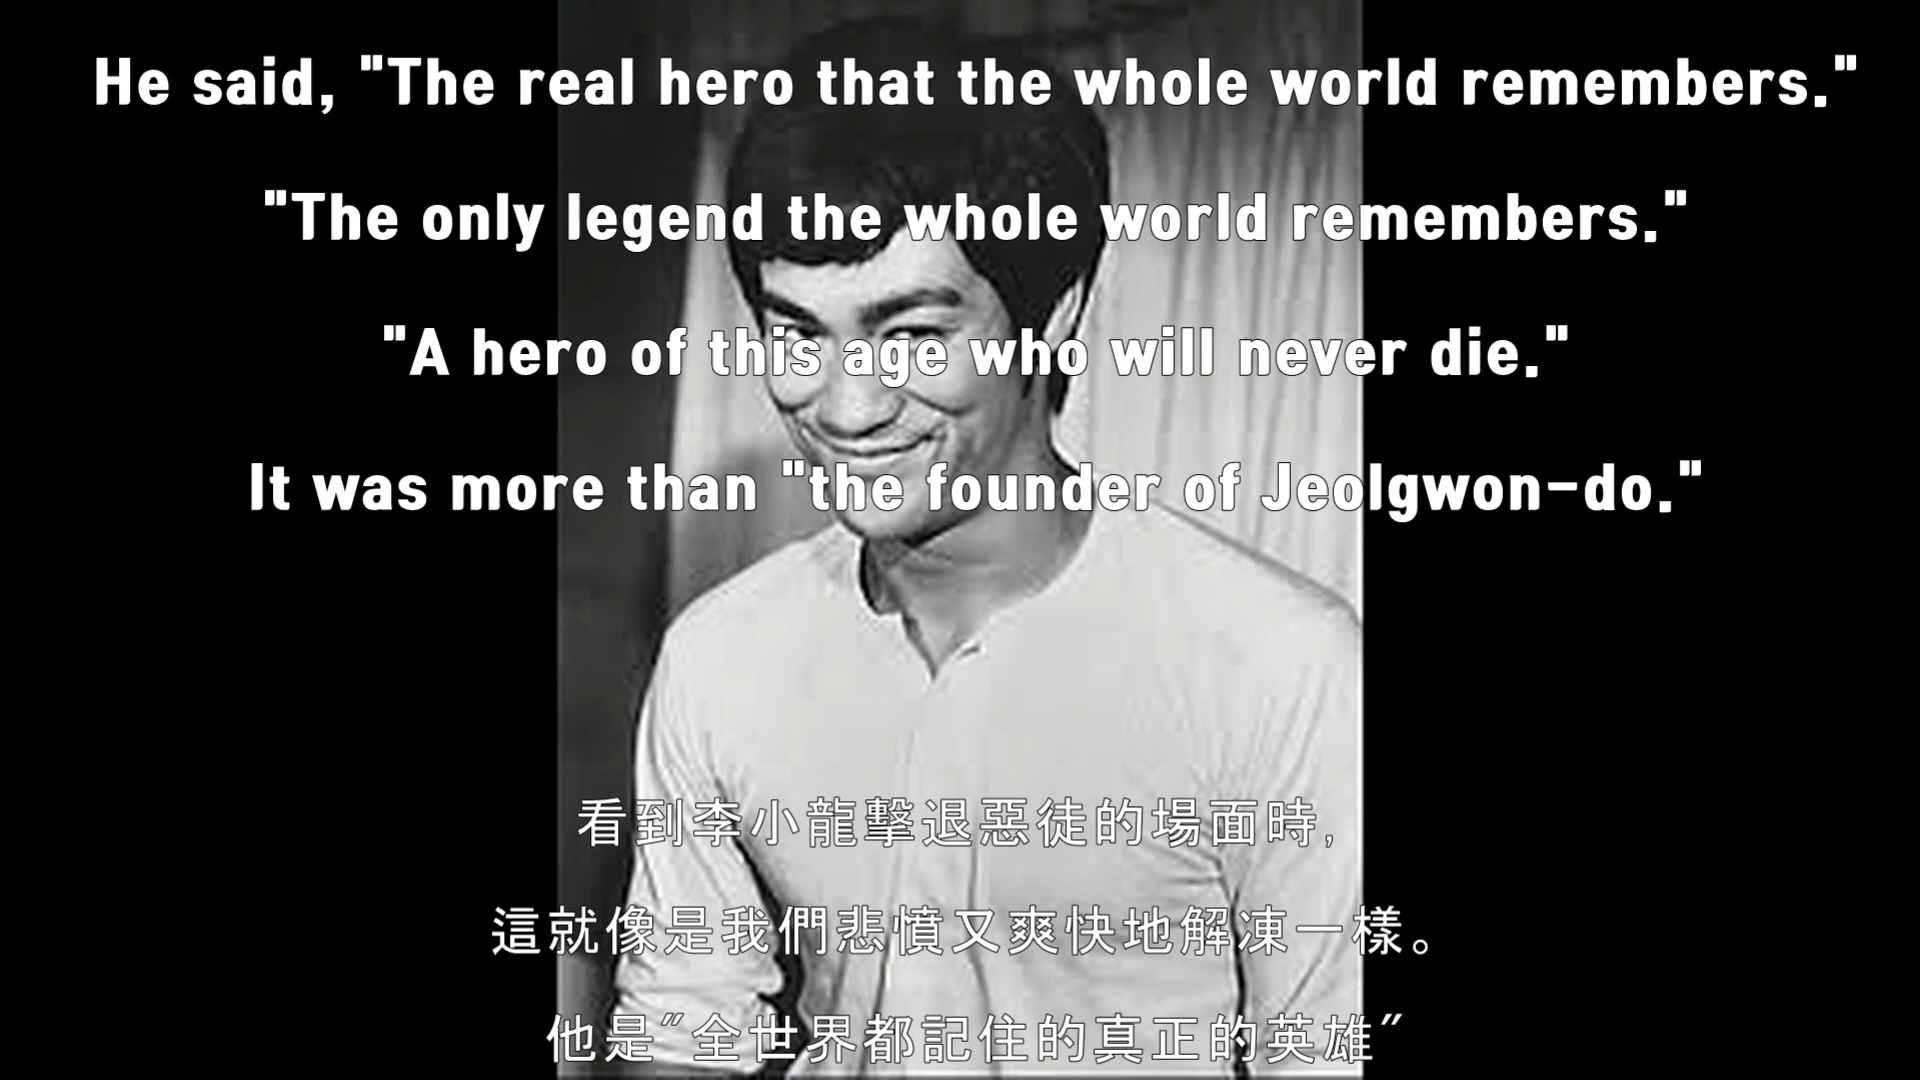 He said, "The real hero that the whole world remembers."
"The only legend the whole world remembers."
"A hero of this age who will never die."
It was more than "the founder of Jeolgwon-do."
看到李小龍擊退惡徒的場面時,
這就像是我們悲憤又爽快地解凍一樣。
他是"全世界都記住的真正的英雄"